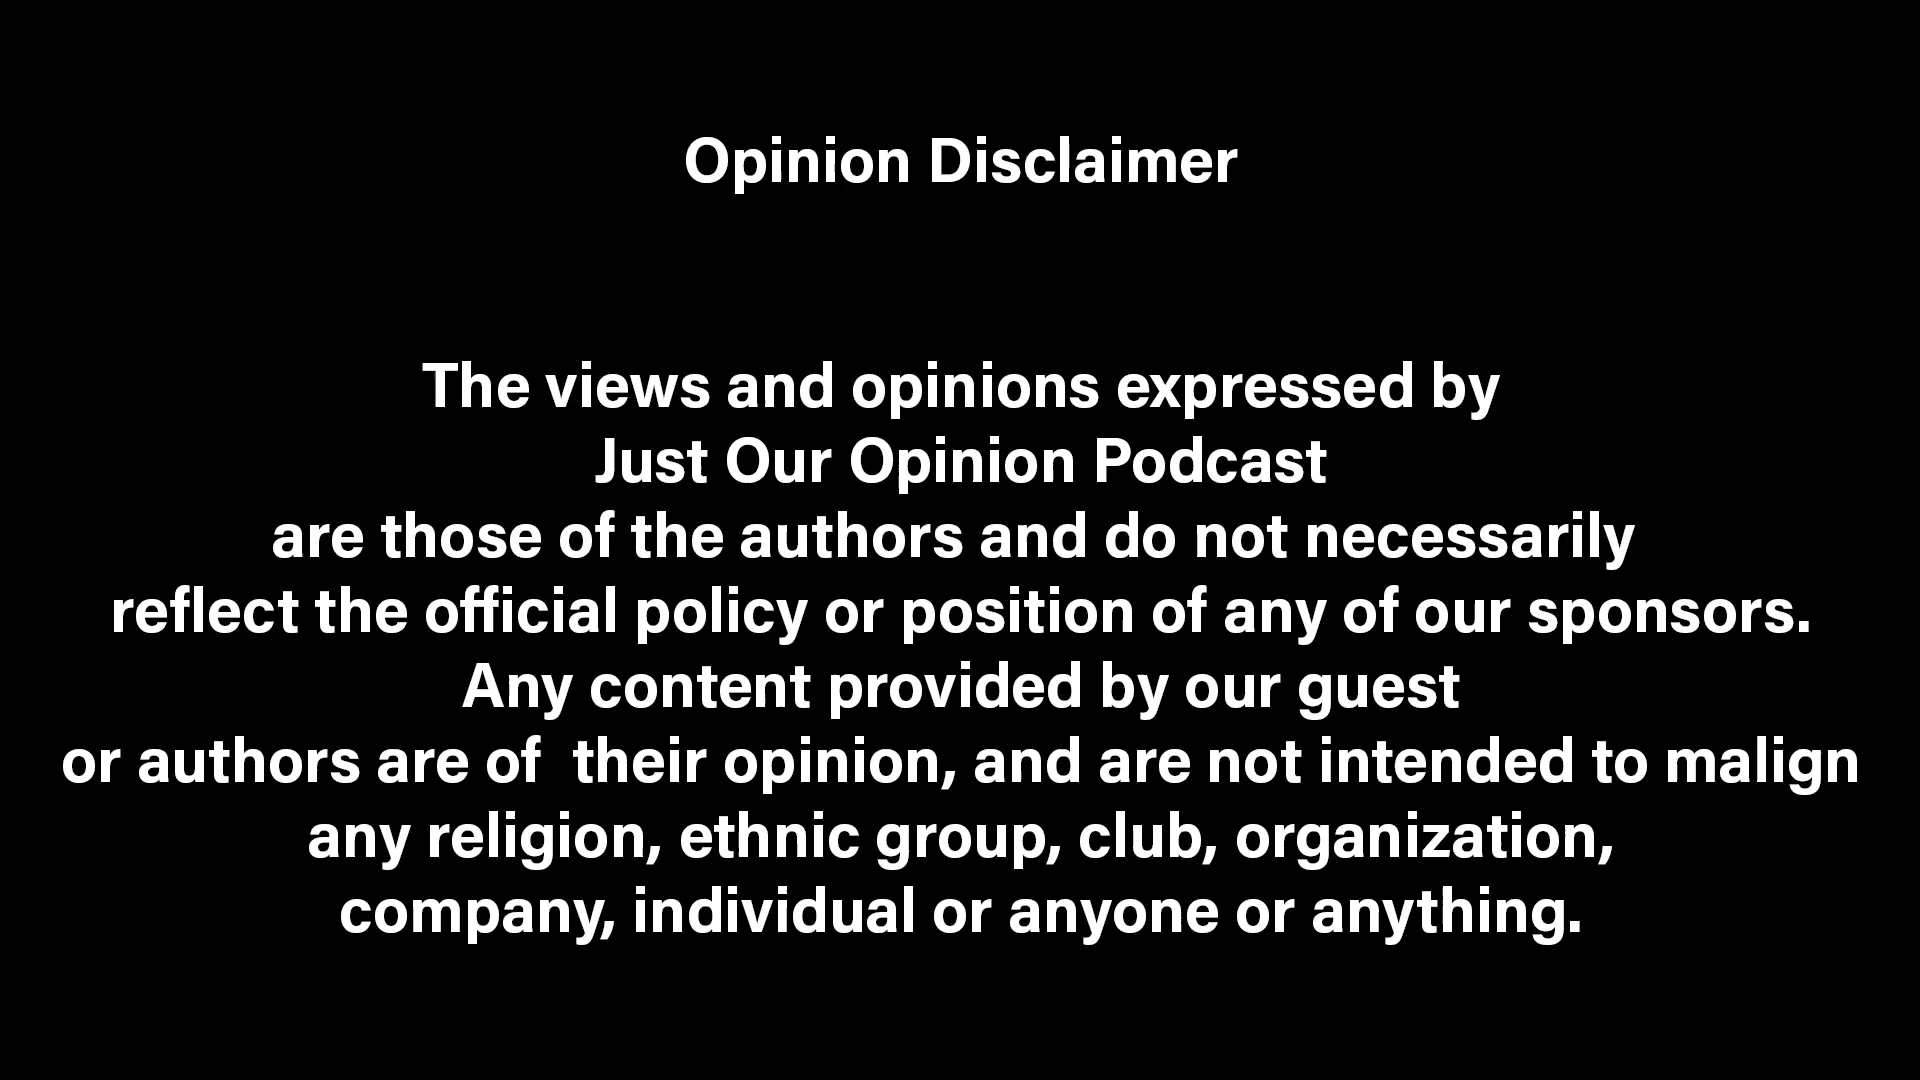 Opinion Disclaimer
The views and opinions expressed by
Just Our Opinion Podcast
are those of the authors and do not necessarily
reflect the official policy or position of any of our sponsors.
Any content provided by our guest
or authors are of  their opinion, and are not intended to malign
any religion, ethnic group, club, organization,
company, individual or anyone or anything.